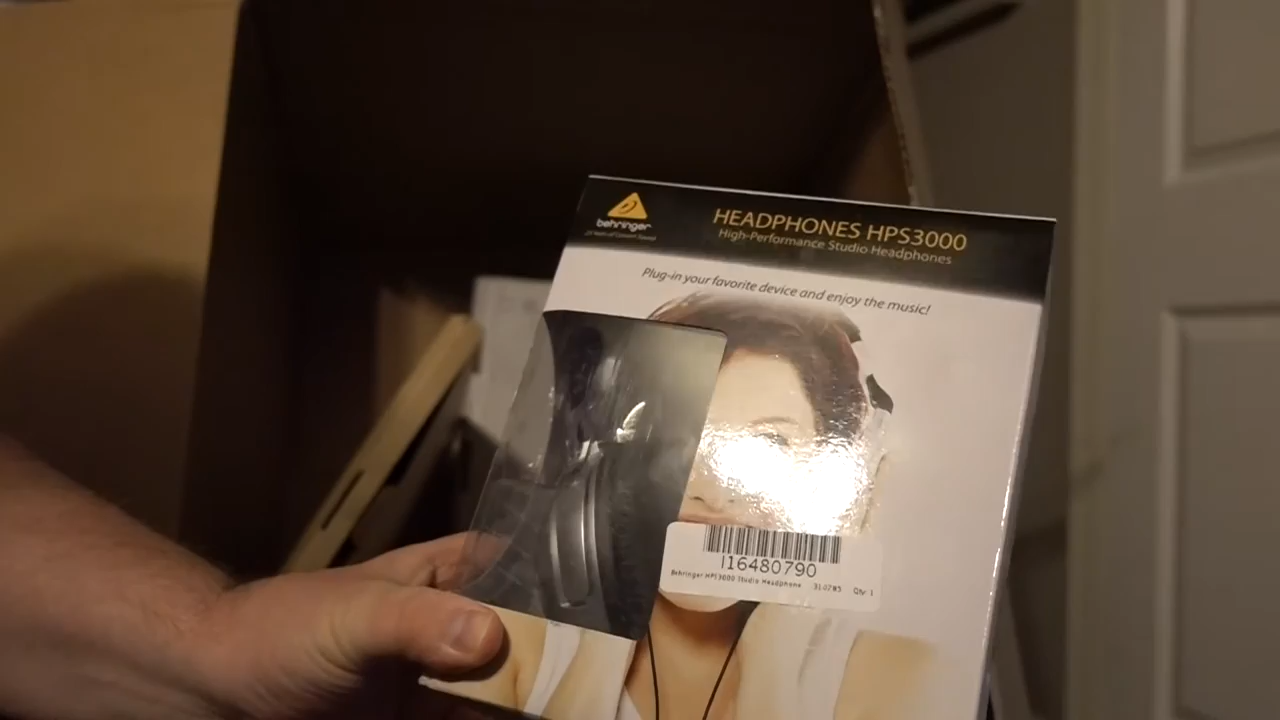 behringer
HEADPHONES HPS3000
High-Performance Studio Headphones
Plug-in your favorite device and enjoy the music!
I16480790
Behringer HPS3000 Studio Headphone Qty: 1